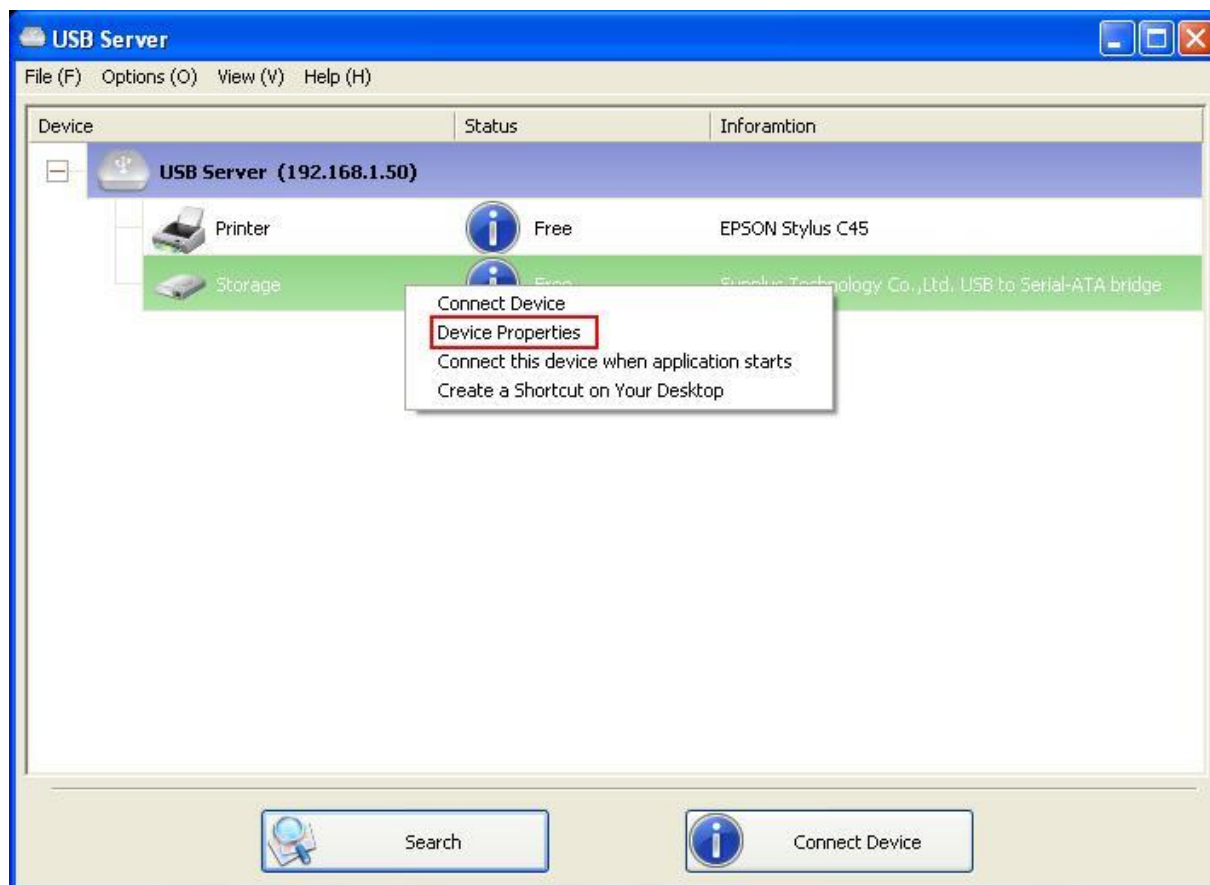 USB Server
File (F) Options (O) View (V) Help (H)
Device Status Inforamtion
USB Server (192.168.1.50)
Printer Free EPSON Stylus C45
Storage Free Sunplus Technology Co.,Ltd. USB to Serial-ATA bridge
Connect Device
Device Properties
Connect this device when application starts
Create a Shortcut on Your Desktop
Search Connect Device